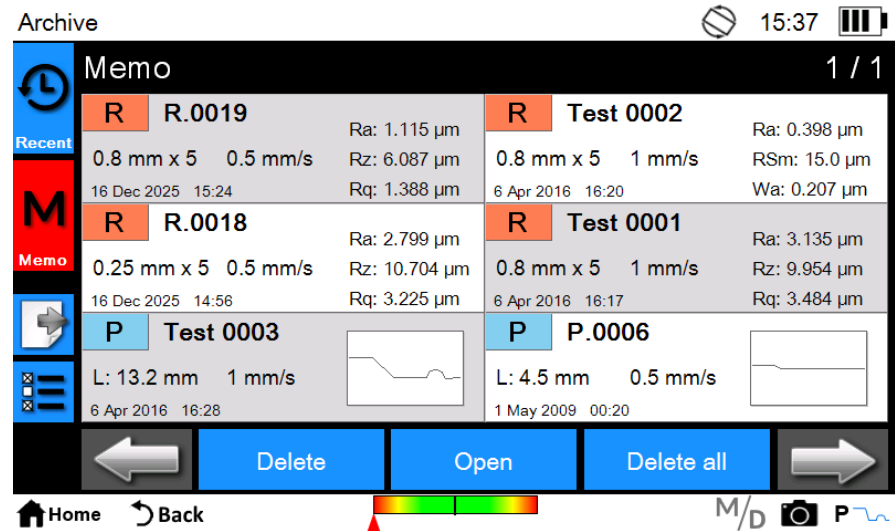 Archive
15:37
Recent
M
Memo
Memo
1 / 1
R R.0019
0.8 mm x 5 0.5 mm/s
16 Dec 2025 15:24
Ra: 1.115 µm
Rz: 6.087 µm
Rq: 1.388 µm
R Test 0002
0.8 mm x 5 1 mm/s
6 Apr 2016 16:20
Ra: 0.398 µm
RSm: 15.0 µm
Wa: 0.207 µm
R R.0018
0.25 mm x 5 0.5 mm/s
16 Dec 2025 14:56
Ra: 2.799 µm
Rz: 10.704 µm
Rq: 3.225 µm
R Test 0001
0.8 mm x 5 1 mm/s
6 Apr 2016 16:17
Ra: 3.135 µm
Rz: 9.954 µm
Rq: 3.484 µm
P Test 0003
L: 13.2 mm 1 mm/s
6 Apr 2016 16:28
P P.0006
L: 4.5 mm 0.5 mm/s
1 May 2009 00:20
Delete
Open
Delete all
Home
Back
M/D
P